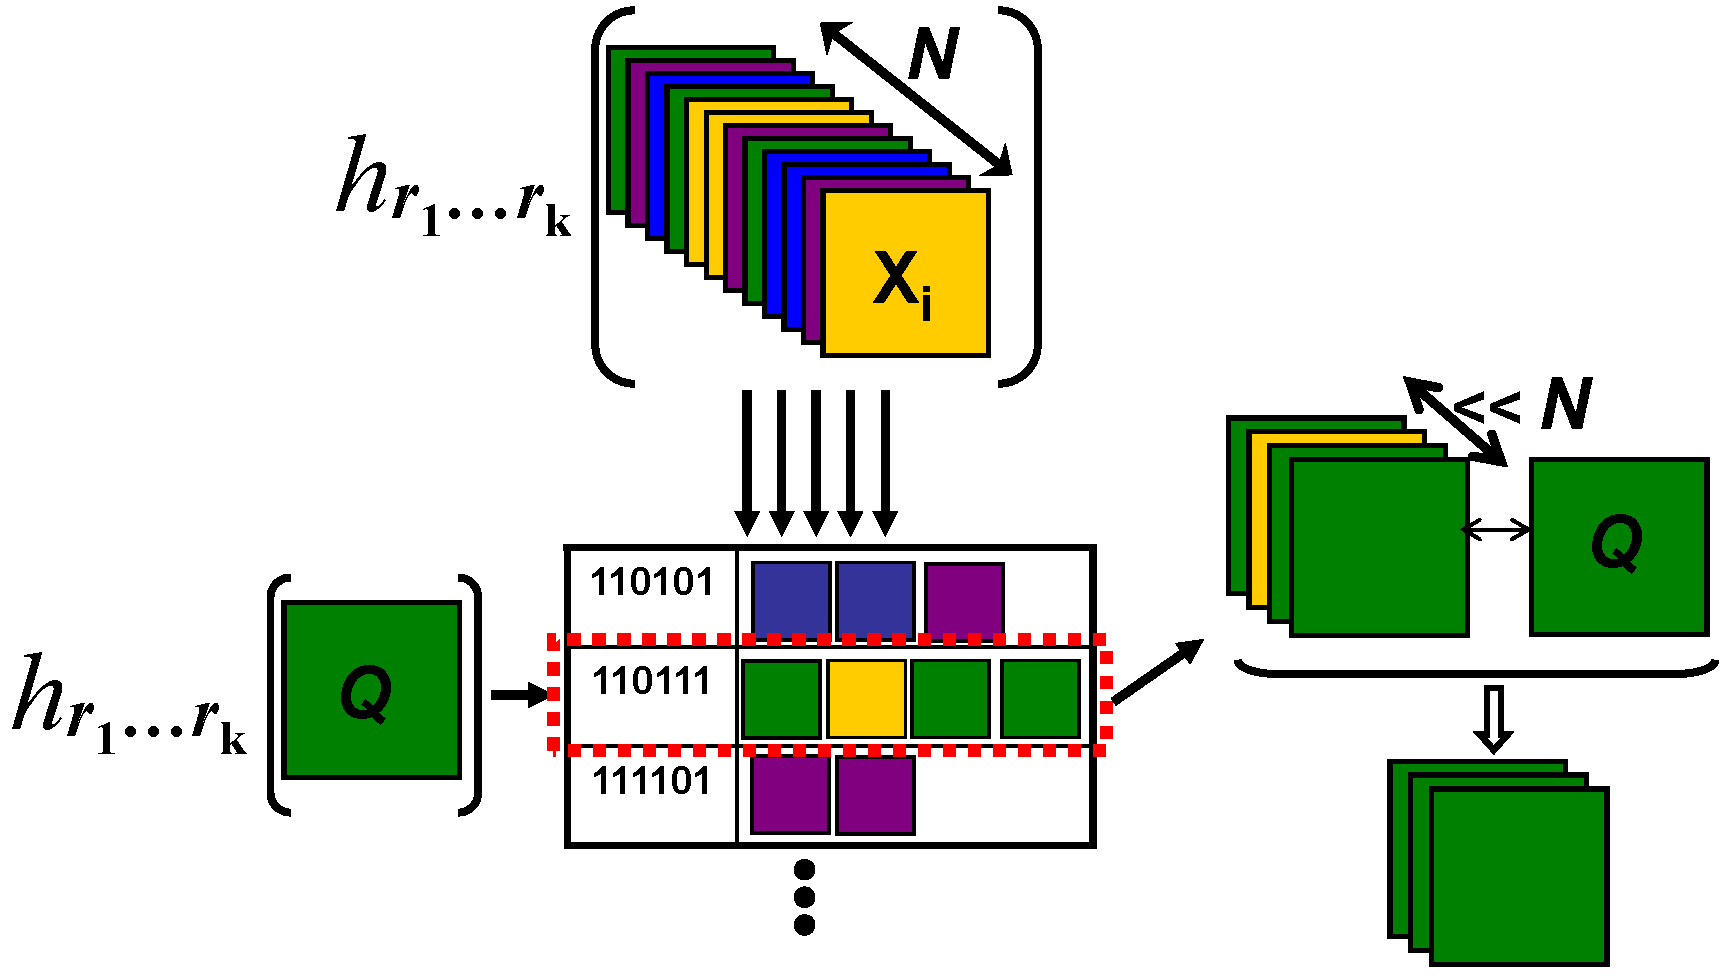 N
h r₁...rₖ
Xᵢ
<< N
110101
Q
110111
Q
h r₁...rₖ
111101